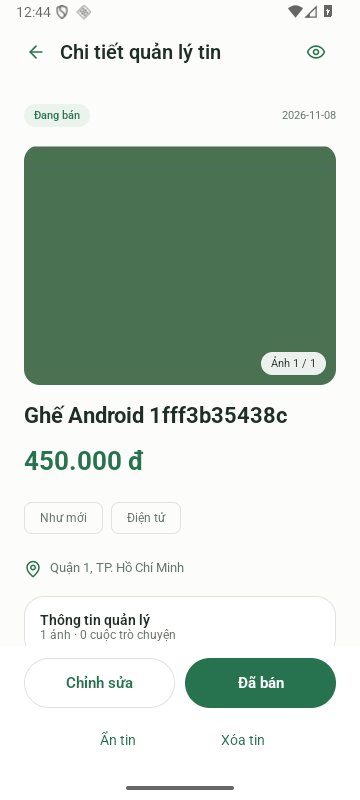 12:44
Chi tiết quản lý tin
Đang bán
2026-11-08
Ảnh 1 / 1
Ghế Android 1fff3b35438c
450.000 đ
Như mới
Điện tử
Quận 1, TP. Hồ Chí Minh
Thông tin quản lý
1 ảnh · 0 cuộc trò chuyện
Chỉnh sửa
Đã bán
Ẩn tin
Xóa tin